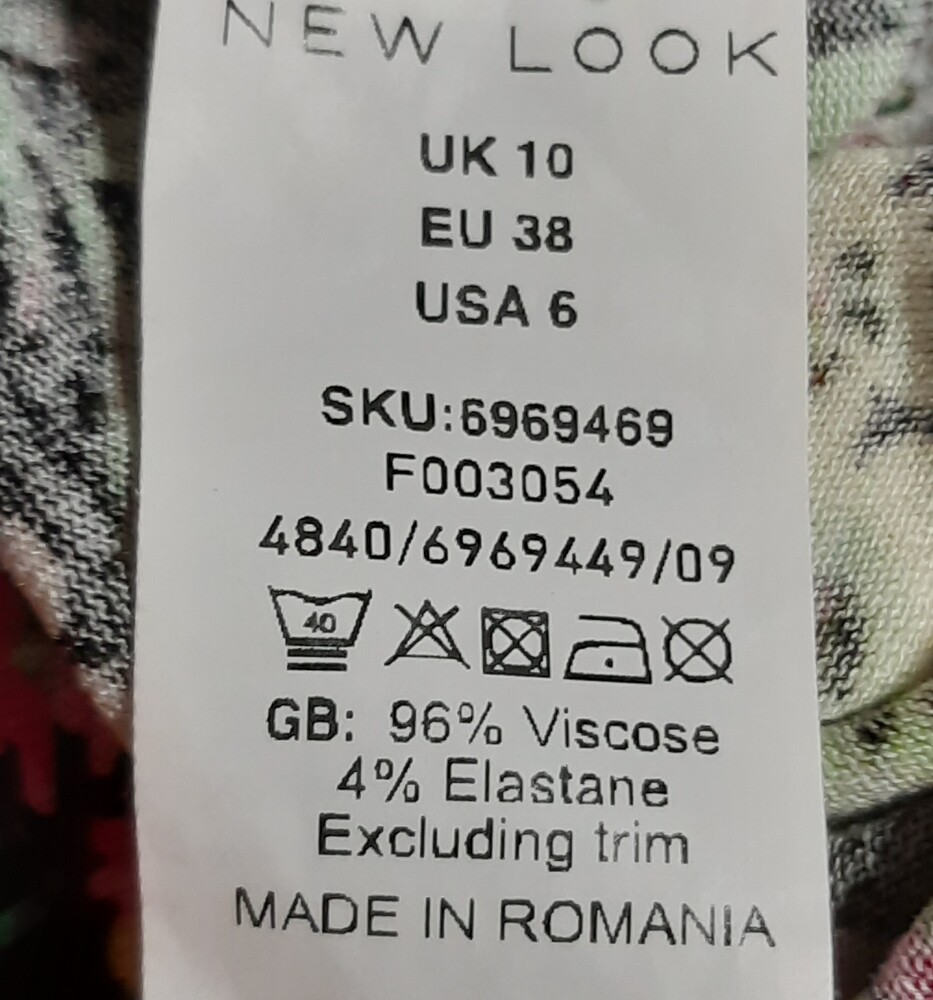 NEW LOOK
UK 10
EU 38
USA 6
SKU:6969469
F003054
4840/6969449/09
40
GB: 96% Viscose
4% Elastane
Excluding trim
MADE IN ROMANIA